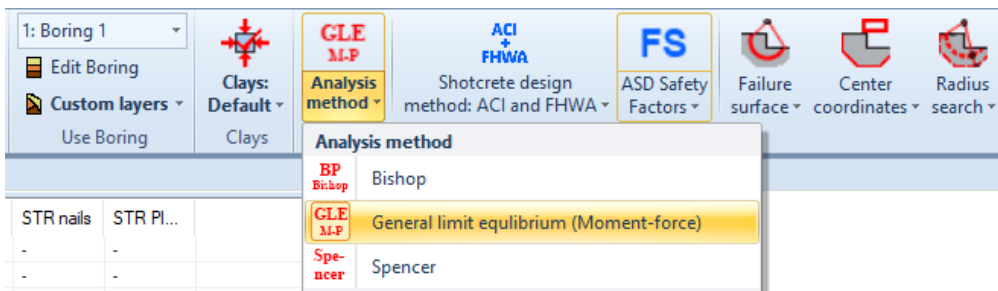 1: Boring 1
Edit Boring
Custom layers
Use Boring
Clays:
Default
Clays
GLE
M-P
Analysis
method
ACI
+
FHWA
Shotcrete design
method: ACI and FHWA
FS
ASD Safety
Factors
Failure
surface
Center
coordinates
Radius
search
Analysis method
BP
Bishop
Bishop
GLE
M-P
General limit equlibrium (Moment-force)
Spe-
ncer
Spencer
STR nails STR Pl...
- -
- -